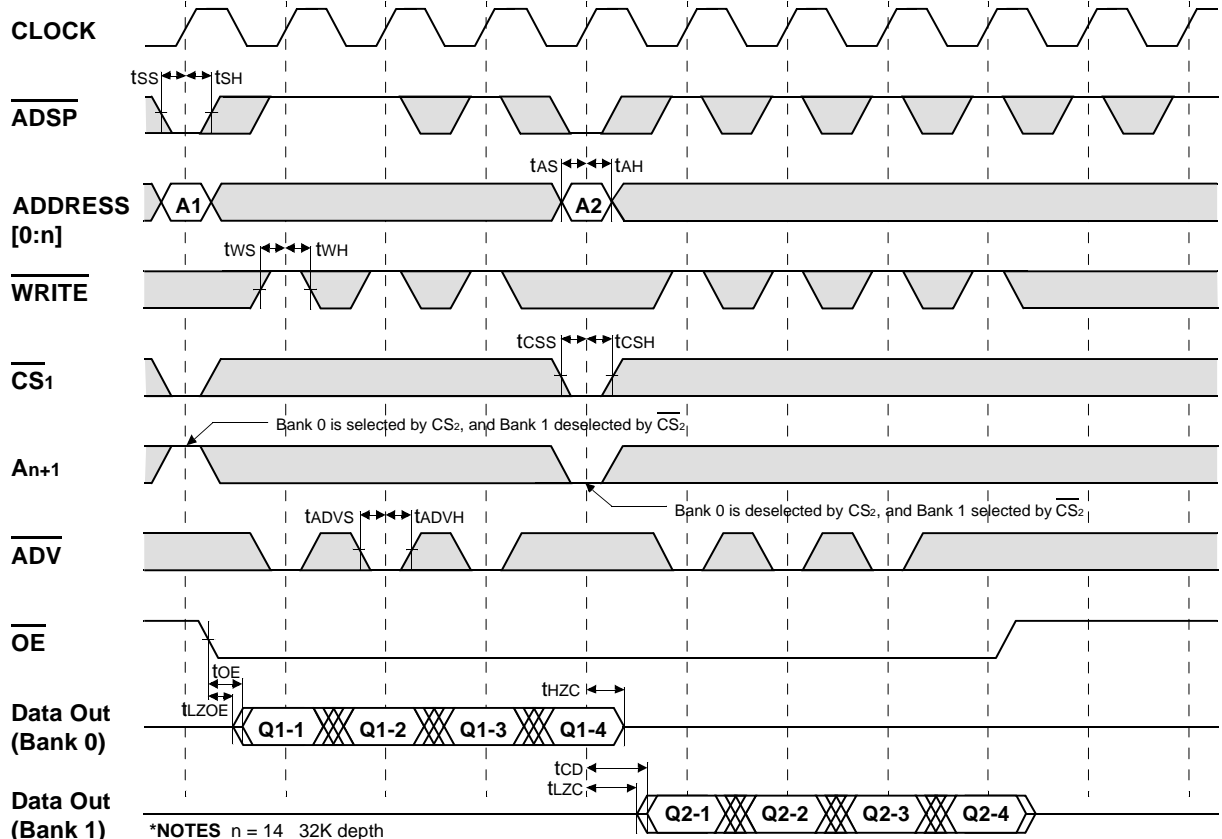 CLOCK
tSS tSH
ADSP
tAS tAH
ADDRESS
[0:n]
A1 A2
tWS tWH
WRITE
tCSS tCSH
CS1
Bank 0 is selected by CS2, and Bank 1 deselected by CS2
An+1
Bank 0 is deselected by CS2, and Bank 1 selected by CS2
tADVS tADVH
ADV
OE
tOE
tLZOE
tHZC
Data Out
(Bank 0)
Q1-1 Q1-2 Q1-3 Q1-4
tCD
tLZC
Data Out
(Bank 1)
Q2-1 Q2-2 Q2-3 Q2-4
*NOTES n = 14 32K depth